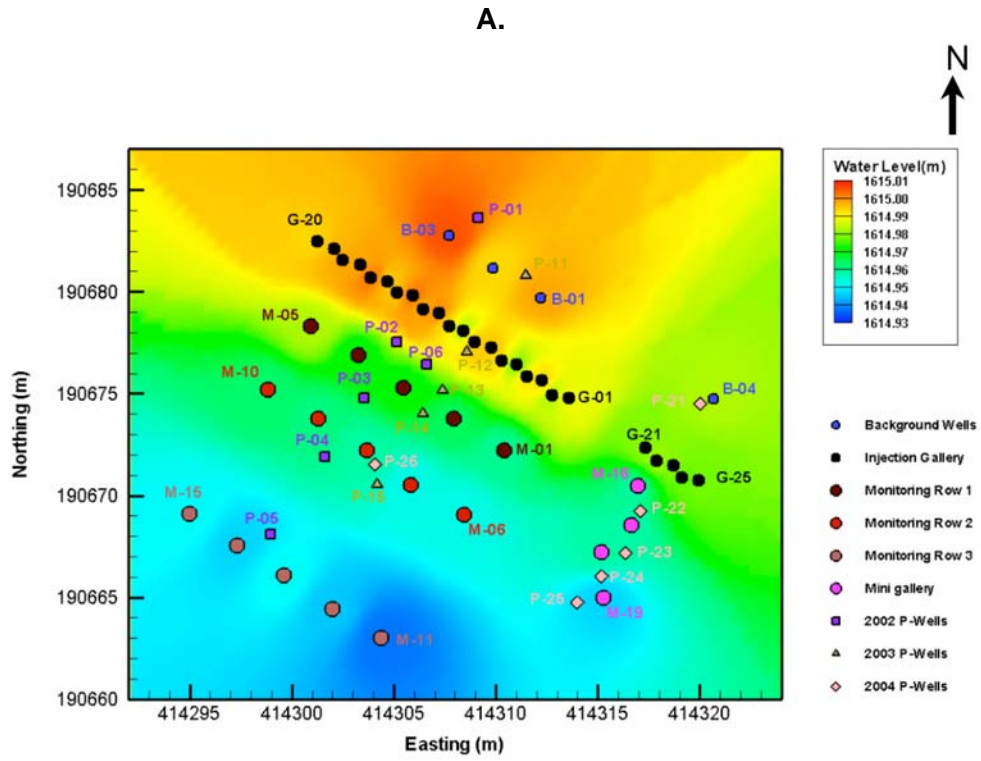 A.
N
Water Level(m)
1615.01
1615.00
1614.99
1614.97
1614.96
1614.95
1614.94
1614.93
190685
190680
190675
190670
190665
190660
Northing (m)
414295
414300
414305
414310
414315
414320
Easting (m)
G-20
B-03
P-01
P-11
B-01
M-05
P-02
P-06
P-12
M-10
P-03
P-13
G-01
P-21
B-04
P-14
P-04
M-01
G-21
P-26
M-16
G-25
M-15
P-15
P-22
P-05
M-06
P-23
P-24
P-25
M-19
M-11
Background Wells
Injection Gallery
Monitoring Row 1
Monitoring Row 2
Monitoring Row 3
Mini gallery
2002 P-Wells
2003 P-Wells
2004 P-Wells